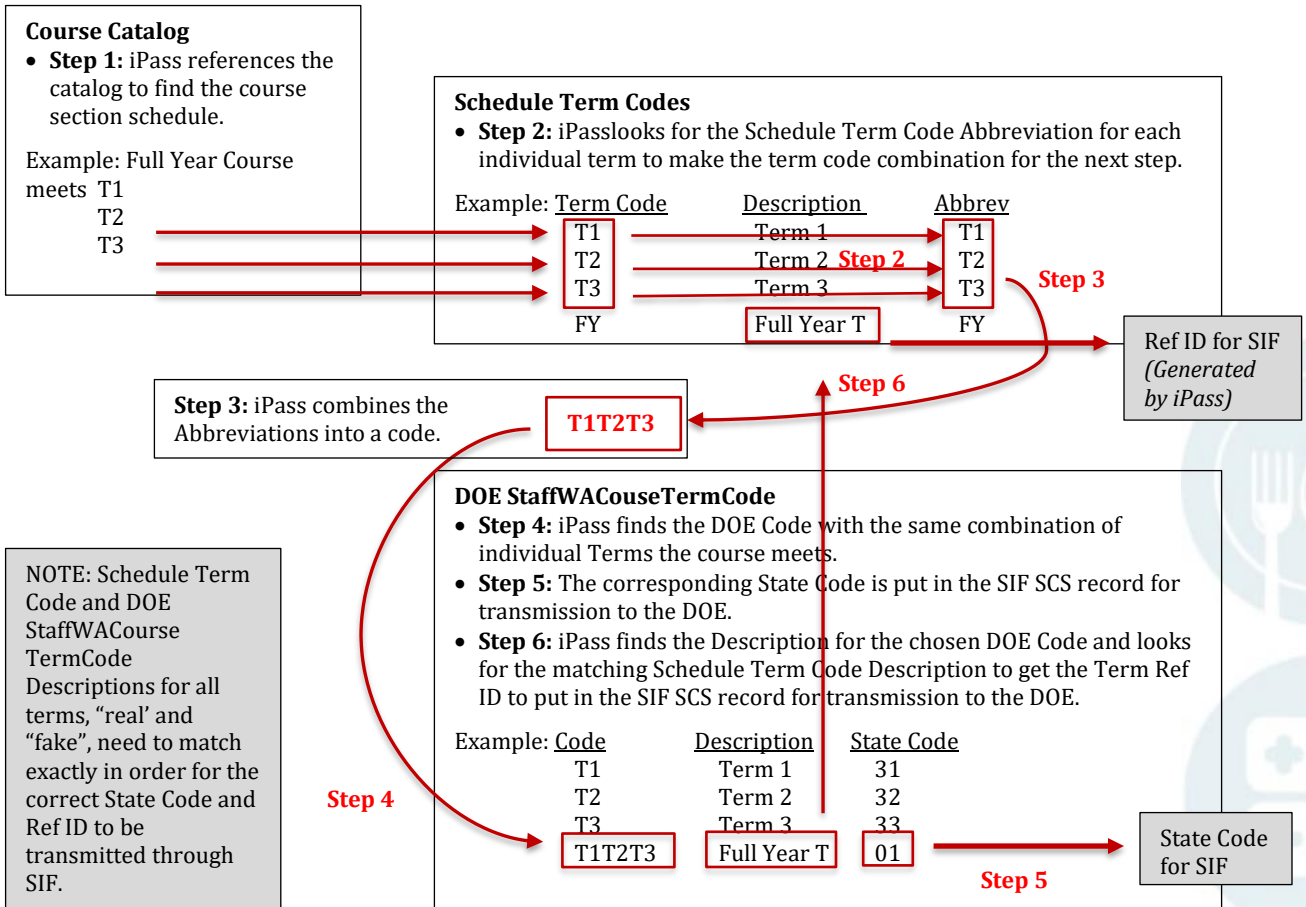 Course Catalog
• Step 1: iPass references the
catalog to find the course
section schedule.
Example: Full Year Course
meets T1
T2
T3
Schedule Term Codes
• Step 2: iPasslooks for the Schedule Term Code Abbreviation for each
individual term to make the term code combination for the next step.
Example: Term Code Description Abbrev
T1 Term 1 T1
T2 Term 2 Step 2 T2
T3 Term 3 T3
FY Full Year T FY
Step 3
Ref ID for SIF
(Generated
by iPass)
Step 6
Step 3: iPass combines the
Abbreviations into a code.
T1T2T3
DOE StaffWACouseTermCode
• Step 4: iPass finds the DOE Code with the same combination of
individual Terms the course meets.
• Step 5: The corresponding State Code is put in the SIF SCS record for
transmission to the DOE.
• Step 6: iPass finds the Description for the chosen DOE Code and looks
for the matching Schedule Term Code Description to get the Term Ref
ID to put in the SIF SCS record for transmission to the DOE.
Example: Code Description State Code
T1 Term 1 31
T2 Term 2 32
T3 Term 3 33
T1T2T3 Full Year T 01
Step 4
Step 5
State Code
for SIF
NOTE: Schedule Term
Code and DOE
StaffWACourse
TermCode
Descriptions for all
terms, “real’ and
“fake”, need to match
exactly in order for the
correct State Code and
Ref ID to be
transmitted through
SIF.